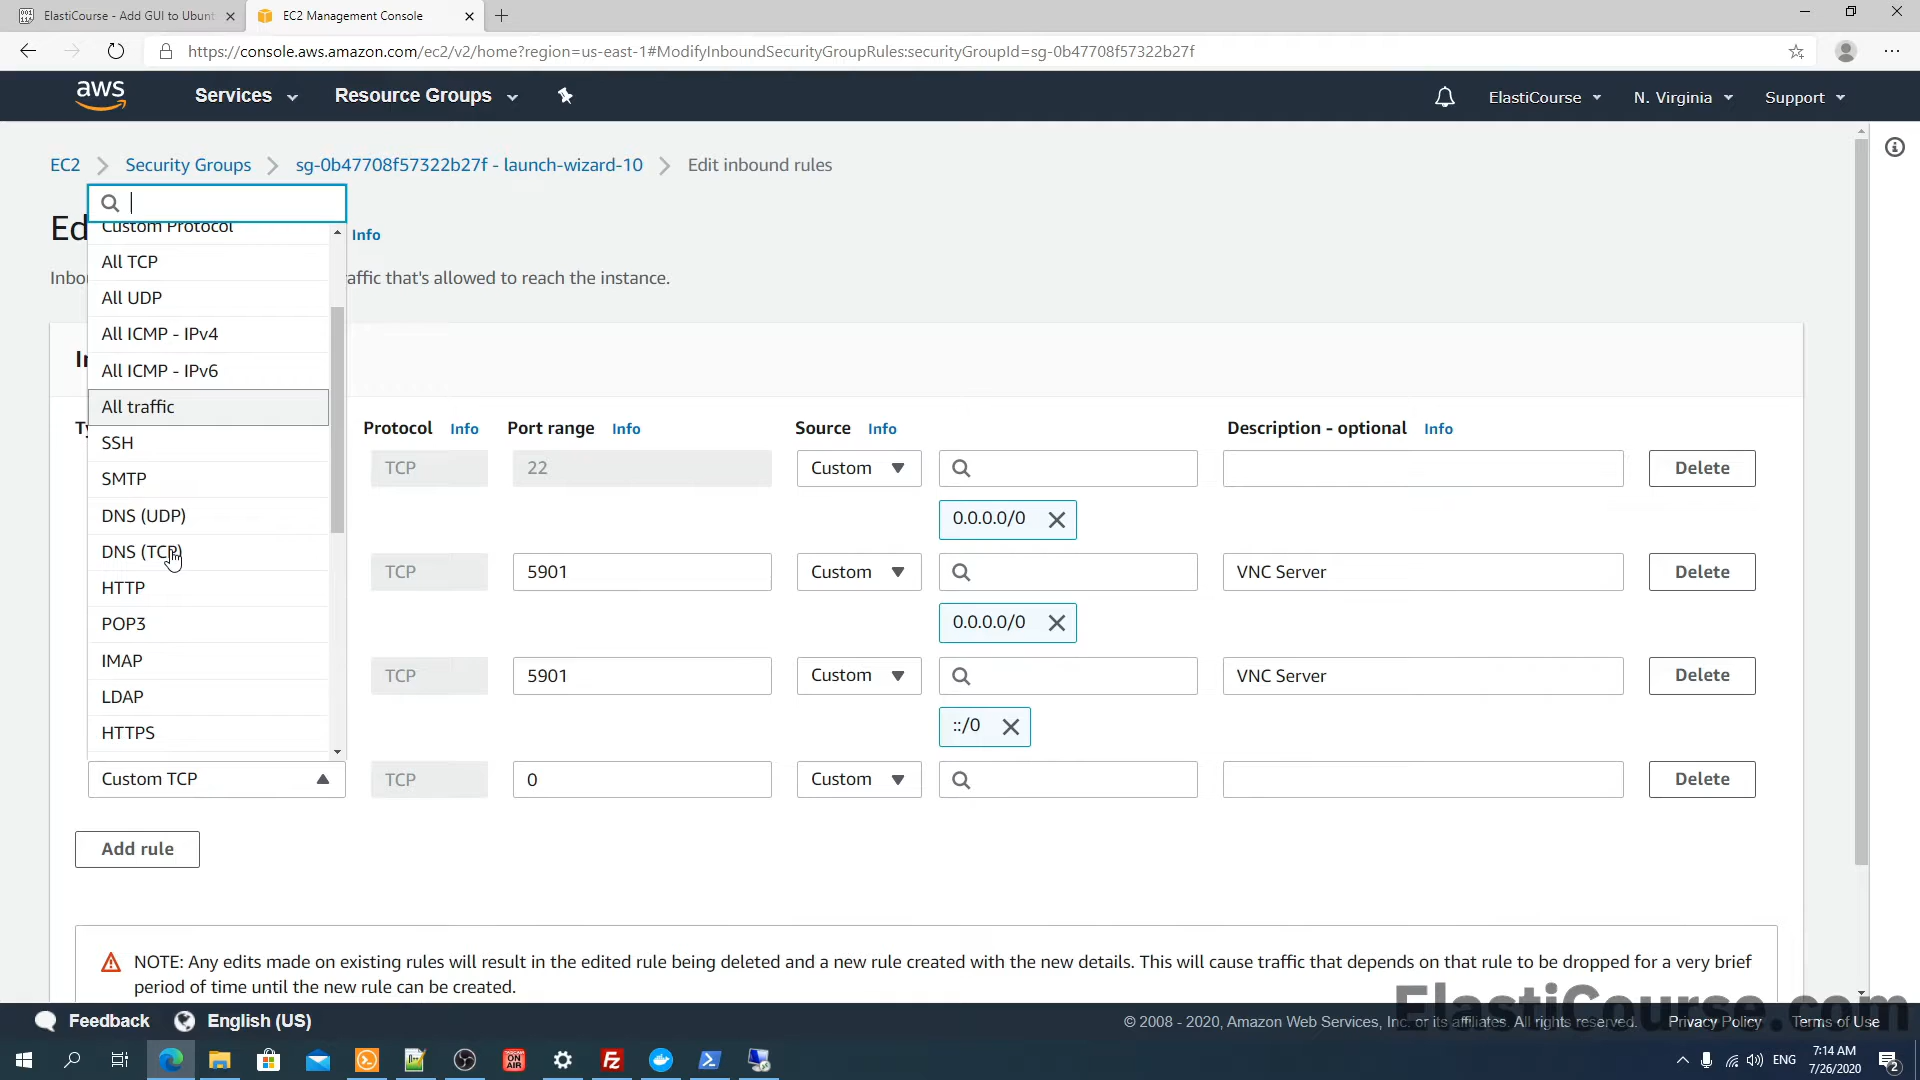 ElastiCourse - Add GUI to Ubunt
EC2 Management Console
https://console.aws.amazon.com/ec2/v2/home?region=us-east-1#ModifyInboundSecurityGroupRules:securityGroupId=sg-0b47708f57322b27f
aws
Services
Resource Groups
ElastiCourse
N. Virginia
Support
EC2
Security Groups
sg-0b47708f57322b27f - launch-wizard-10
Edit inbound rules
Ed
Info
Inbo
affic that's allowed to reach the instance.
Custom Protocol
All TCP
All UDP
All ICMP - IPv4
All ICMP - IPv6
All traffic
SSH
SMTP
DNS (UDP)
DNS (TCP)
HTTP
POP3
IMAP
LDAP
HTTPS
Custom TCP
Protocol Info
Port range Info
Source Info
Description - optional Info
TCP
22
Custom
Delete
0.0.0.0/0
TCP
5901
Custom
VNC Server
Delete
0.0.0.0/0
TCP
5901
Custom
VNC Server
Delete
::/0
TCP
0
Custom
Delete
Add rule
NOTE: Any edits made on existing rules will result in the edited rule being deleted and a new rule created with the new details. This will cause traffic that depends on that rule to be dropped for a very brief
period of time until the new rule can be created.
ElastiCourse.com
Feedback
English (US)
© 2008 - 2020, Amazon Web Services, Inc. or its affiliates. All rights reserved.
Privacy Policy
Terms of Use
ON
AIR
Fz
ENG
7:14 AM
7/26/2020
2